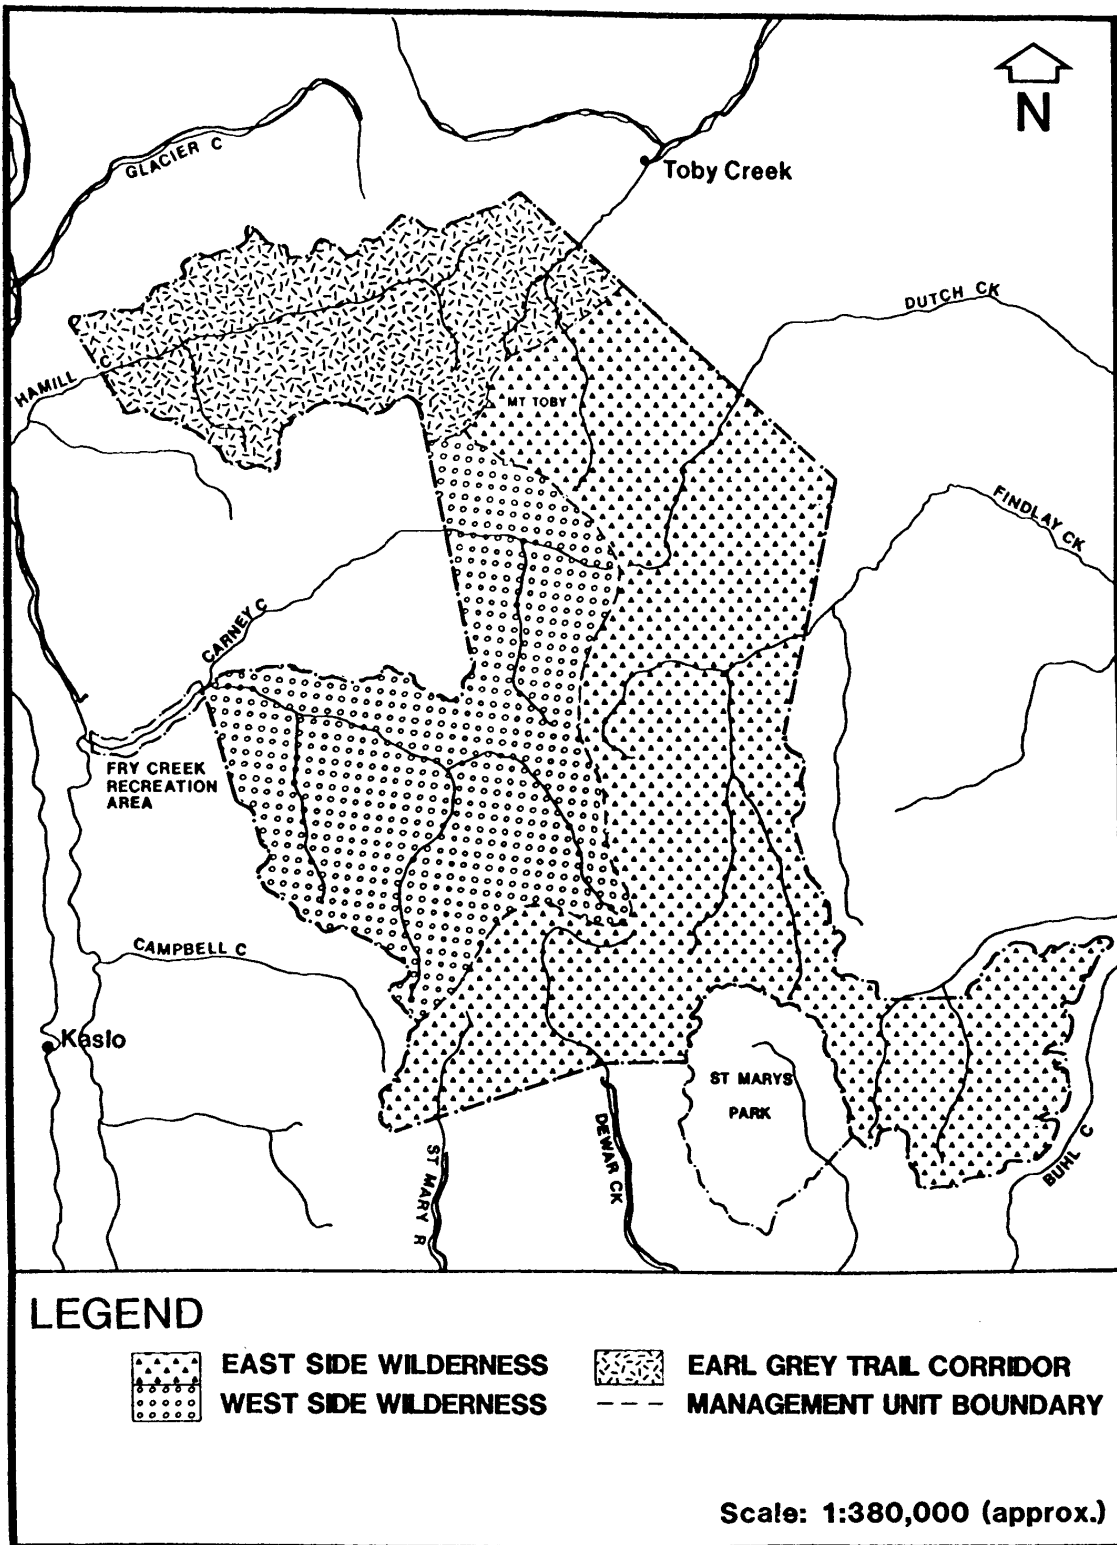 N
GLACIER C
Toby Creek
DUTCH CK
HAMILL C
MT TOBY
FINDLAY CK
CARNEY C
FRY CREEK
RECREATION
AREA
CAMPBELL C
Kaslo
ST MARYS
PARK
ST MARY R
DEWAR CK
BUHL C
LEGEND
EAST SIDE WILDERNESS
EARL GREY TRAIL CORRIDOR
WEST SIDE WILDERNESS
MANAGEMENT UNIT BOUNDARY
Scale: 1:380,000 (approx.)